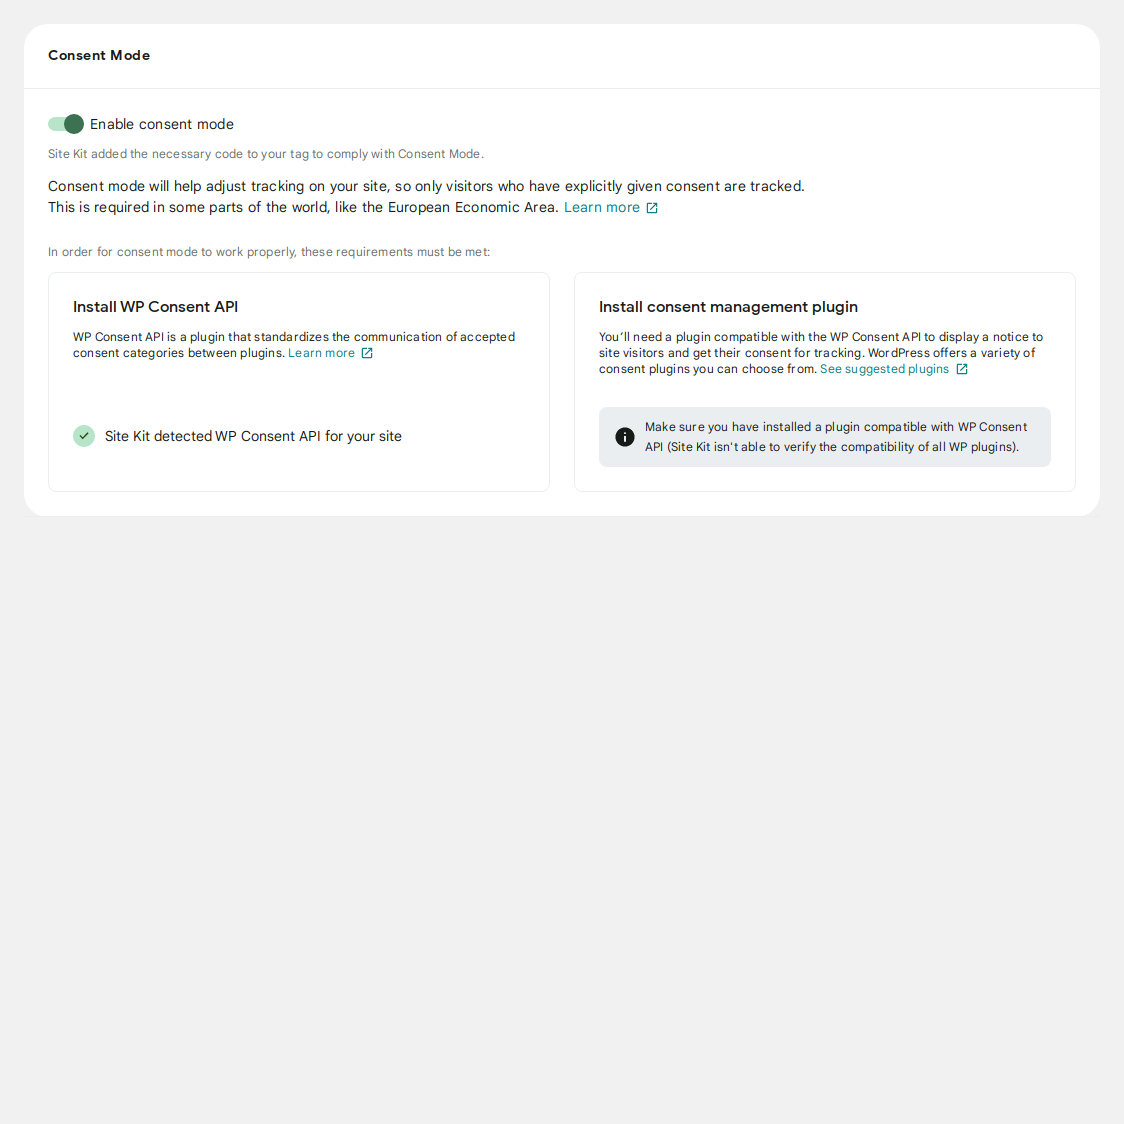 Consent Mode
Enable consent mode
Site Kit added the necessary code to your tag to comply with Consent Mode.
Consent mode will help adjust tracking on your site, so only visitors who have explicitly given consent are tracked.
This is required in some parts of the world, like the European Economic Area. Learn more
In order for consent mode to work properly, these requirements must be met:
Install WP Consent API
WP Consent API is a plugin that standardizes the communication of accepted
consent categories between plugins. Learn more
Site Kit detected WP Consent API for your site
Install consent management plugin
You’ll need a plugin compatible with the WP Consent API to display a notice to
site visitors and get their consent for tracking. WordPress offers a variety of
consent plugins you can choose from. See suggested plugins
Make sure you have installed a plugin compatible with WP Consent
API (Site Kit isn't able to verify the compatibility of all WP plugins).